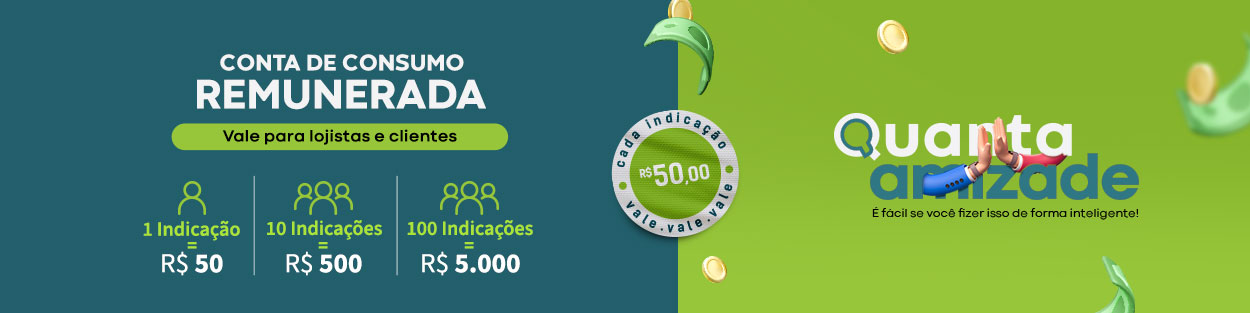 CONTA DE CONSUMO
REMUNERADA
Vale para lojistas e clientes
1 Indicação
=
R$ 50
10 Indicações
=
R$ 500
100 Indicações
=
R$ 5.000
cada indicação
R$50,00
vale.vale.vale
Quanta
amizade
É fácil se você fizer isso de forma inteligente!